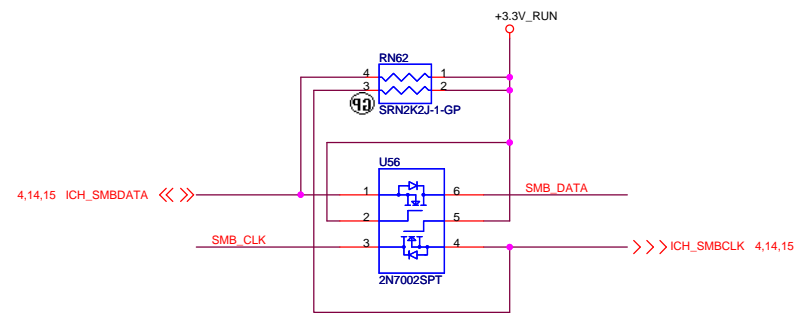 +3.3V_RUN
RN62
4 1
3 2
GP
SRN2K2J-1-GP
U56
4,14,15 ICH_SMBDATA 1 6 SMB_DATA
2 5
SMB_CLK 3 4 ICH_SMBCLK 4,14,15
2N7002SPT